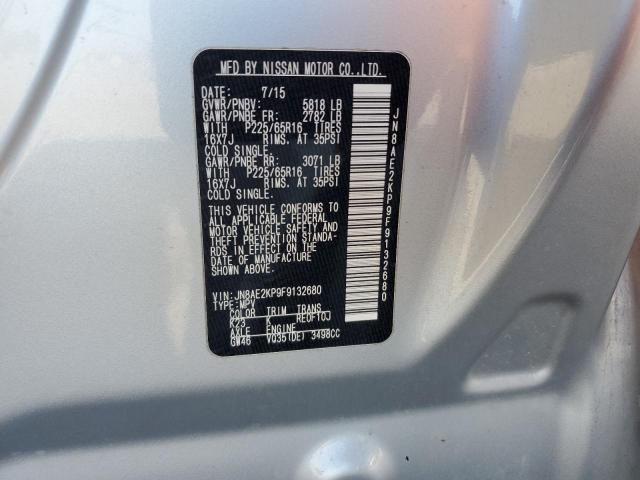 MFD BY NISSAN MOTOR CO.,LTD.
DATE: 7/15
GVWR/PNBV: 5818 LB
GAWR/PNBE FR: 2782 LB
WITH P225/65R16 TIRES
16X7J RIMS. AT 35PSI
COLD SINGLE.
GAWR/PNBE RR: 3071 LB
WITH P225/65R16 TIRES
16X7J RIMS. AT 35PSI
COLD SINGLE.
THIS VEHICLE CONFORMS TO
ALL APPLICABLE FEDERAL
MOTOR VEHICLE SAFETY AND
THEFT PREVENTION STANDA-
RDS IN EFFECT ON THE
DATE OF MANUFACTURE
SHOWN ABOVE.
VIN: JN8AE2KP9F9132680
TYPE: MPV
COLOR TRIM TRANS
K23 K RE0F10J
AXLE ENGINE
GW46 VQ35(DE) 3498CC
JN8AE2KP9F9132680